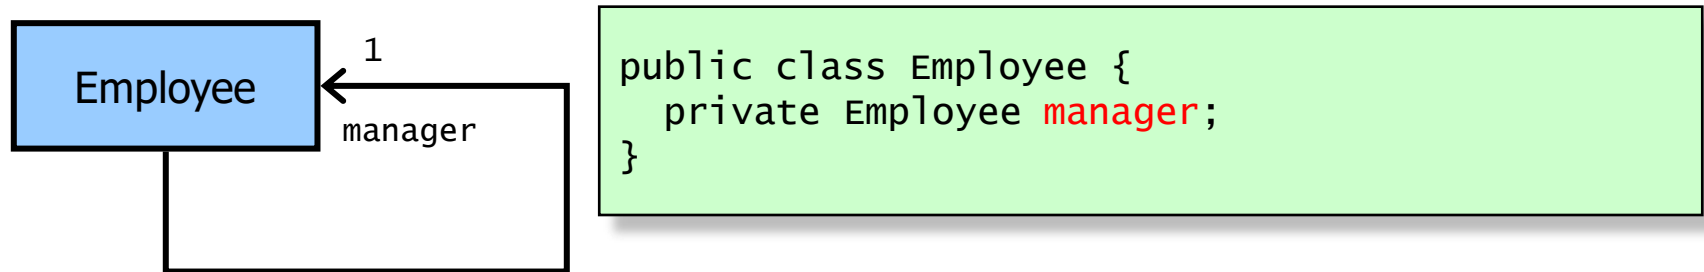 Employee
1
manager
public class Employee {
  private Employee manager;
}